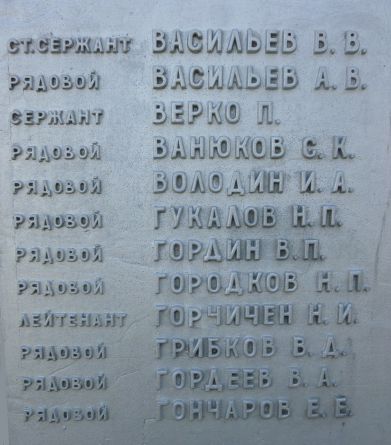 СТ.СЕРЖАНТ ВАСИЛЬЕВ В. В.
РЯДОВОЙ ВАСИЛЬЕВ А. В.
СЕРЖАНТ ВЕРКО П.
РЯДОВОЙ ВАНЮКОВ С. К.
РЯДОВОЙ ВОЛОДИН И. А.
РЯДОВОЙ ГУКАЛОВ Н. П.
РЯДОВОЙ ГОРДИН В. П.
РЯДОВОЙ ГОРОДКОВ Н. П.
ЛЕЙТЕНАНТ ГОРЧИЧЕН Н. И.
РЯДОВОЙ ГРИБКОВ В. Д.
РЯДОВОЙ ГОРДЕЕВ В. А.
РЯДОВОЙ ГОНЧАРОВ Е. Е.